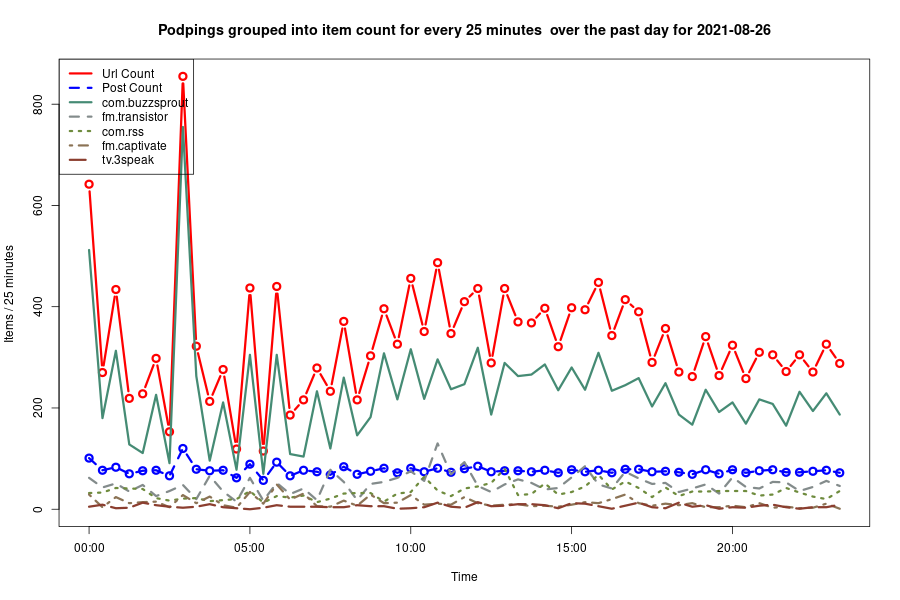 Podpings grouped into item count for every 25 minutes  over the past day for 2021-08-26
Url Count
Post Count
com.buzzsprout
fm.transistor
com.rss
fm.captivate
tv.3speak
Items / 25 minutes
800
600
400
200
0
00:00 05:00 10:00 15:00 20:00
Time